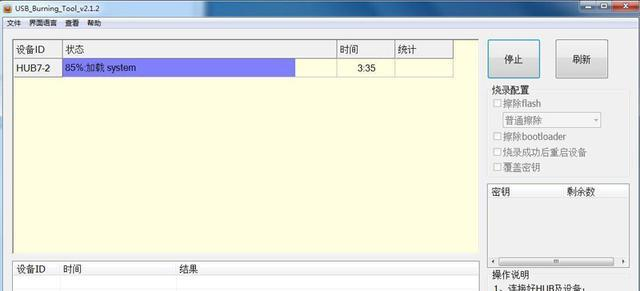 USB_Burning_Tool_v2.1.2
文件 界面语言 查看 帮助
设备ID 状态 时间 统计
HUB7-2 85%:加载 system 3:35
停止 刷新
烧录配置
擦除flash
普通擦除
擦除bootloader
烧录成功后重启设备
覆盖密钥
密钥 剩余数
设备ID 时间 结果
操作说明
1、连接好HUB及设备;